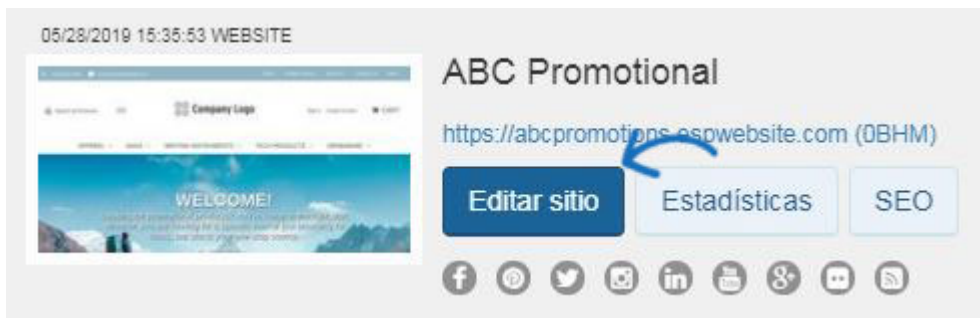 05/28/2019 15:35:53 WEBSITE
Company Logo
CART
WELCOME!
ABC Promotional
https://abcpromotions.espwebsite.com (0BHM)
Editar sitio
Estadísticas
SEO